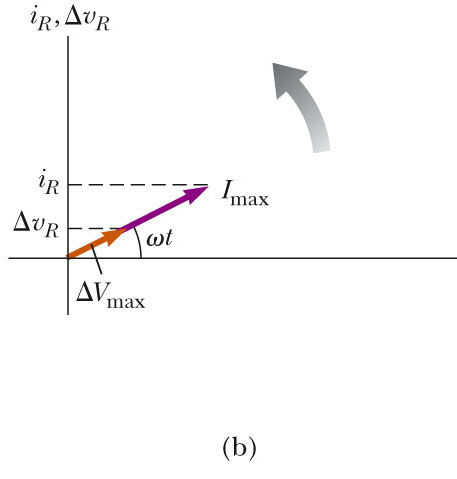 i_R, Δv_R
i_R
I_max
Δv_R
ωt
ΔV_max
(b)